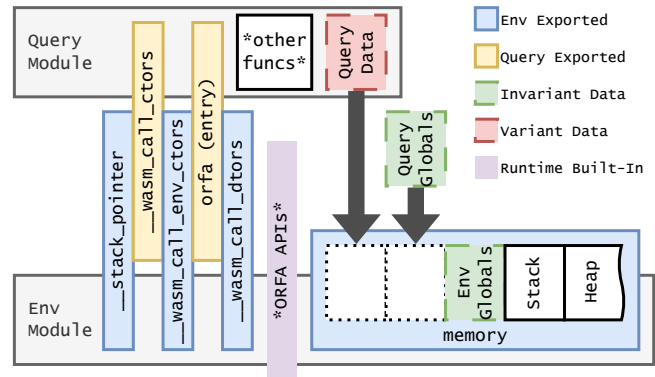 Query
Module
*other
funcs*
Query
Data
Env Exported
Query Exported
Invariant Data
Variant Data
Runtime Built-In
__stack_pointer
__wasm_call_ctors
__wasm_call_env_ctors
orfa (entry)
__wasm_call_dtors
*ORFA APIs*
Query
Globals
Env
Module
Env
Globals
Stack
Heap
memory